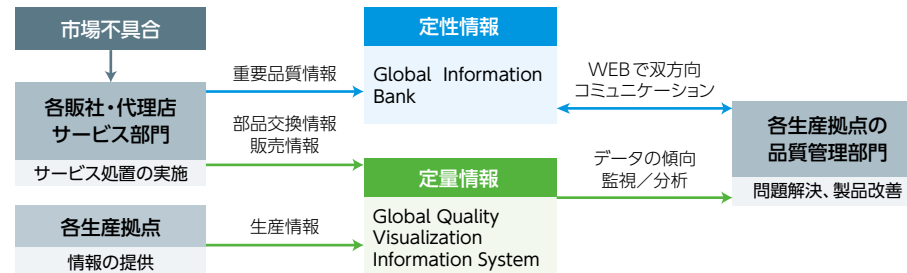 市場不具合
各販社・代理店
サービス部門
サービス処置の実施
各生産拠点
情報の提供
重要品質情報
部品交換情報
販売情報
生産情報
定性情報
Global Information
Bank
定量情報
Global Quality
Visualization
Information System
WEBで双方向
コミュニケーション
データの傾向
監視／分析
各生産拠点の
品質管理部門
問題解決、製品改善